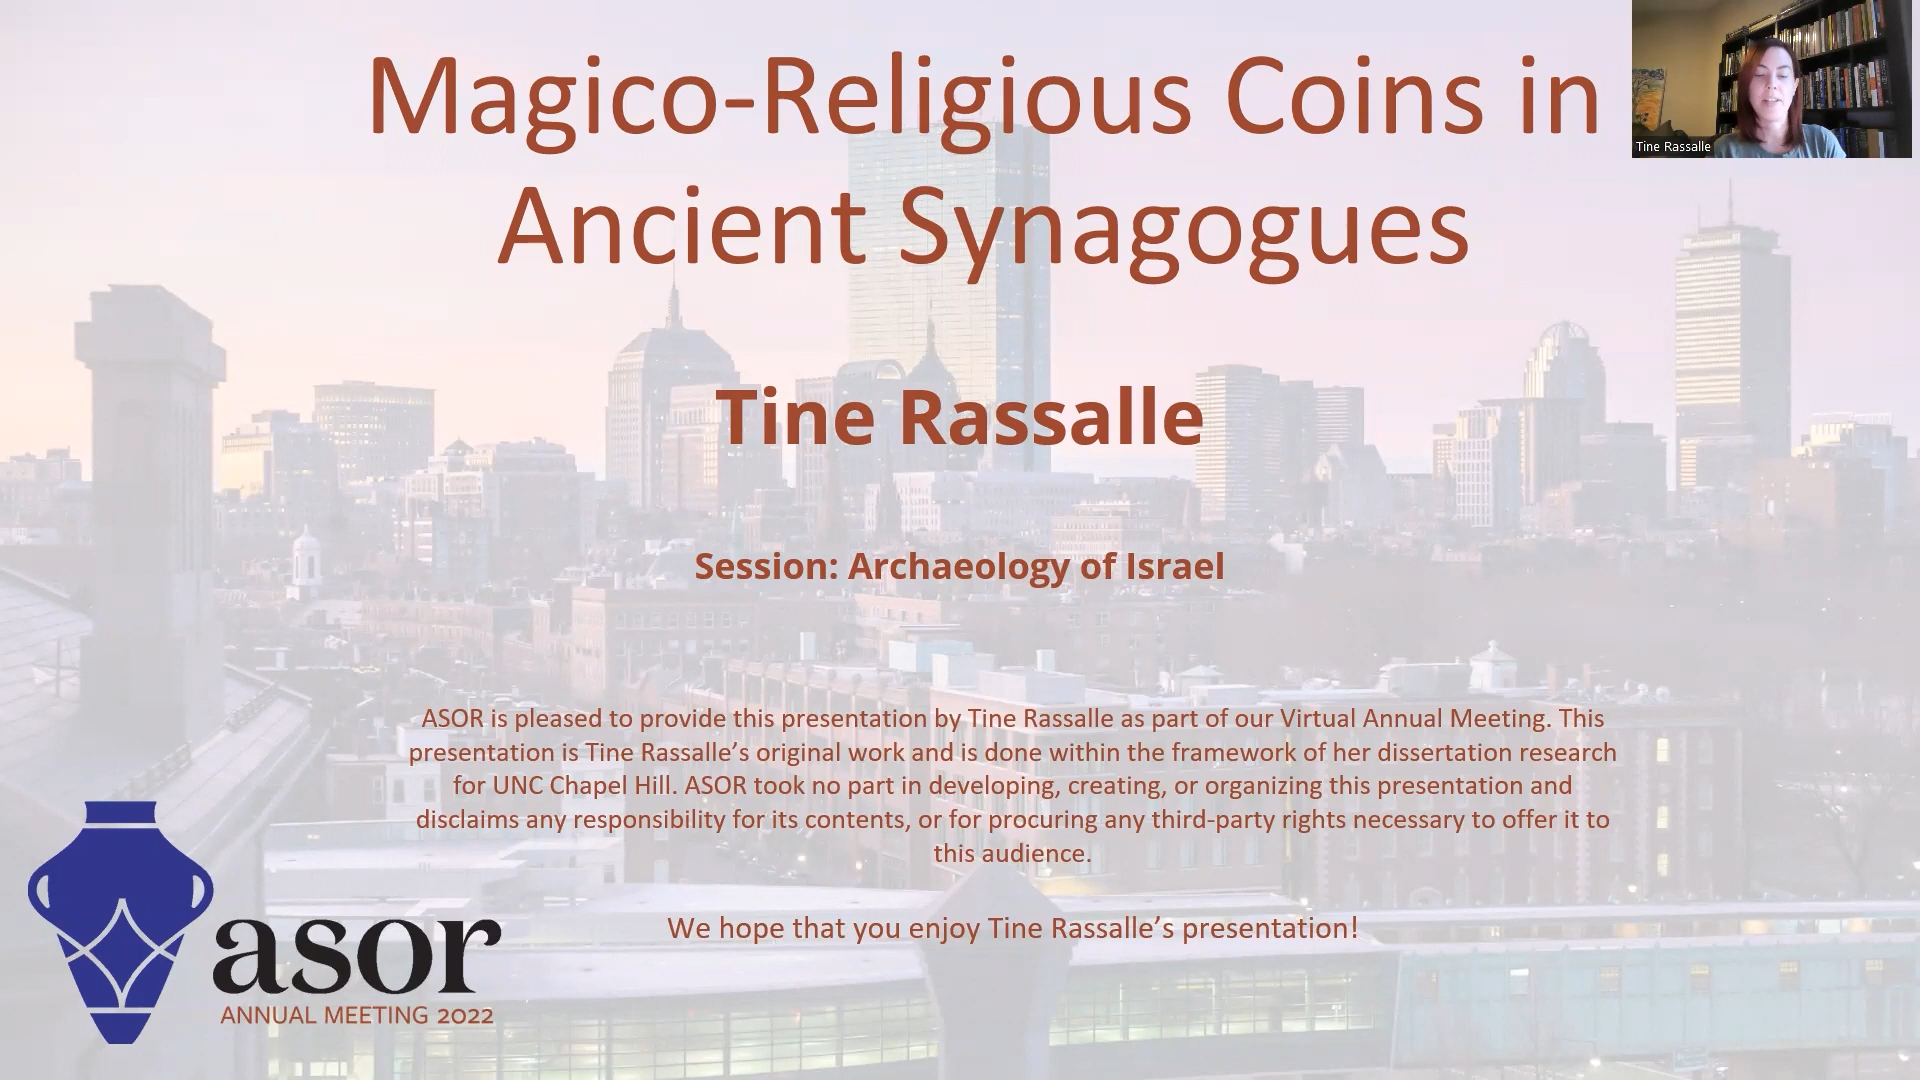 Magico-Religious Coins in
Ancient Synagogues
Tine Rassalle
Tine Rassalle
Session: Archaeology of Israel
ASOR is pleased to provide this presentation by Tine Rassalle as part of our Virtual Annual Meeting. This
presentation is Tine Rassalle’s original work and is done within the framework of her dissertation research
for UNC Chapel Hill. ASOR took no part in developing, creating, or organizing this presentation and
disclaims any responsibility for its contents, or for procuring any third-party rights necessary to offer it to
this audience.
We hope that you enjoy Tine Rassalle’s presentation!
asor
ANNUAL MEETING 2022